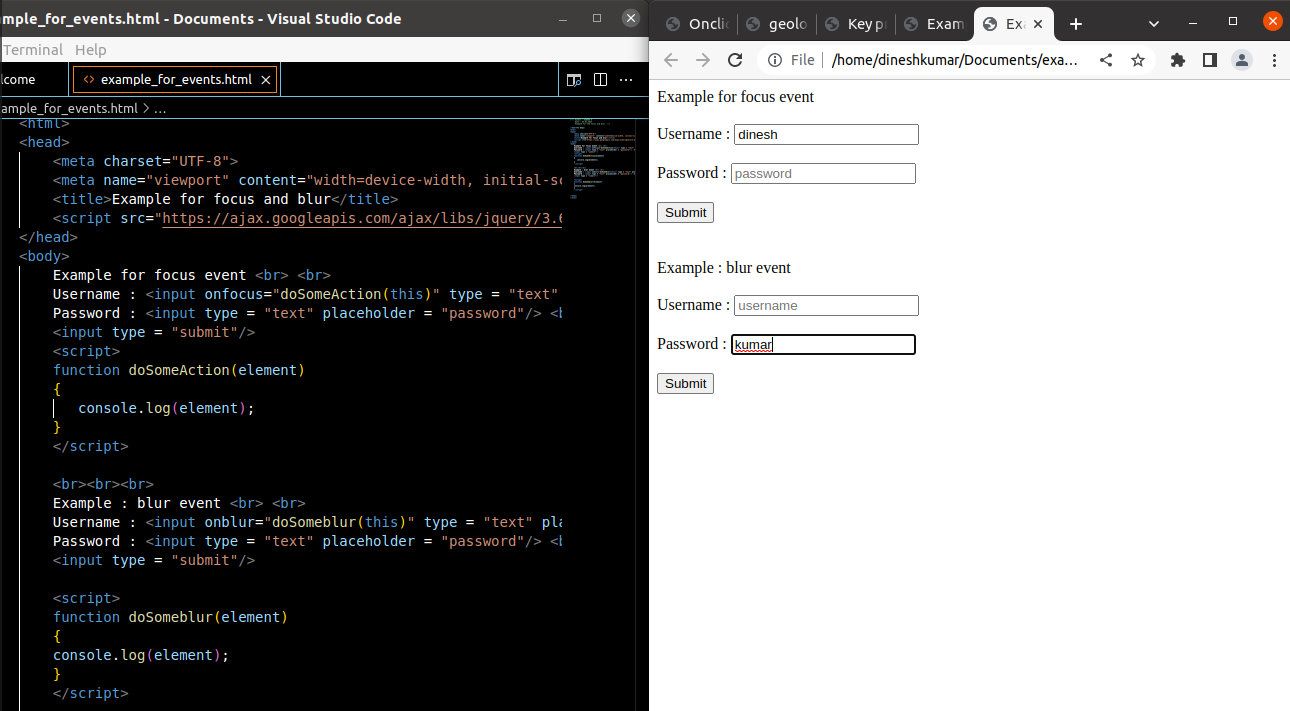 ample_for_events.html - Documents - Visual Studio Code
Terminal Help
lcome
<> example_for_events.html
ample_for_events.html > ...
<html>
<head>
<meta charset="UTF-8">
<meta name="viewport" content="width=device-width, initial-sc
<title>Example for focus and blur</title>
<script src="https://ajax.googleapis.com/ajax/libs/jquery/3.6
</head>
<body>
Example for focus event <br> <br>
Username : <input onfocus="doSomeAction(this)" type = "text"
Password : <input type = "text" placeholder = "password"/> <b
<input type = "submit"/>
<script>
function doSomeAction(element)
{
console.log(element);
}
</script>
<br><br><br>
Example : blur event <br> <br>
Username : <input onblur="doSomeblur(this)" type = "text" pla
Password : <input type = "text" placeholder = "password"/> <b
<input type = "submit"/>
<script>
function doSomeblur(element)
{
console.log(element);
}
</script>
Onclic
geolo
Key pr
Exam
Exa
File
/home/dineshkumar/Documents/exa...
Example for focus event
Username : dinesh
Password : password
Submit
Example : blur event
Username : username
Password : kumar
Submit